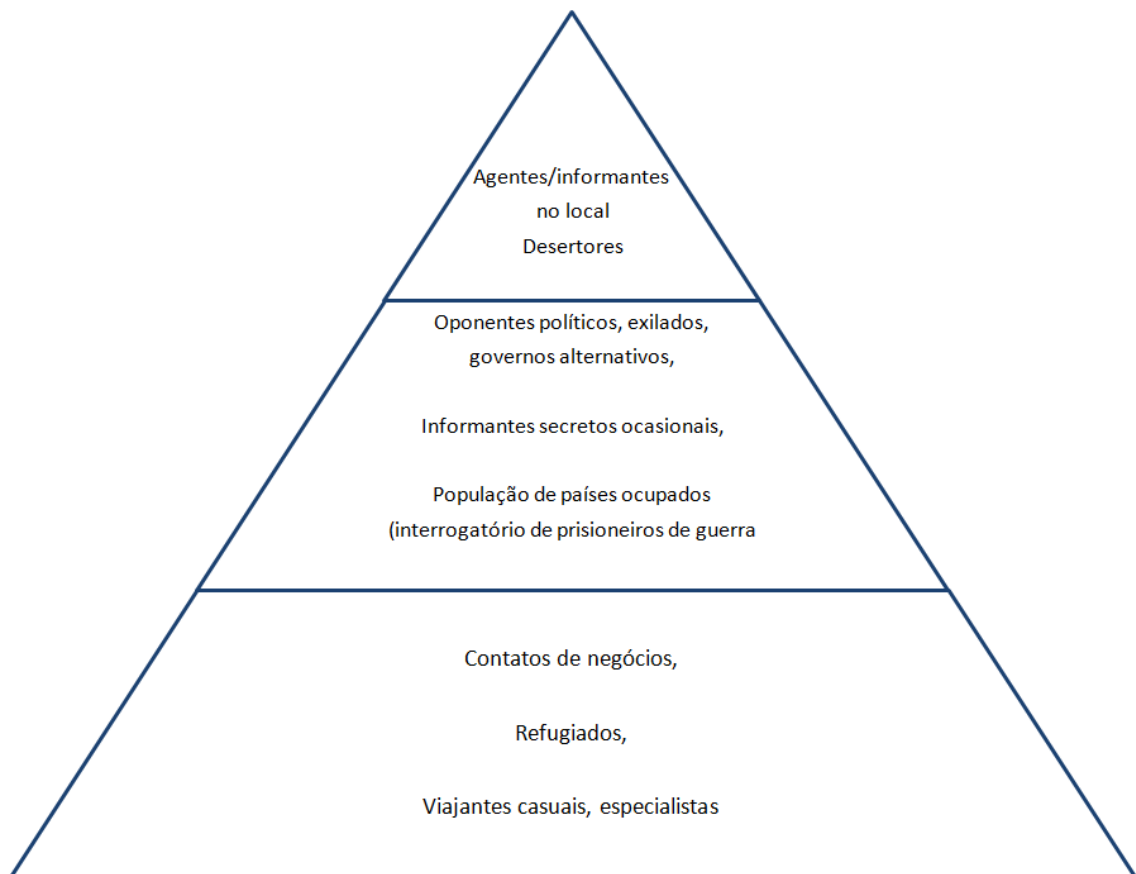 Agentes/informantes
no local
Desertores
Oponentes políticos, exilados,
governos alternativos,
Informantes secretos ocasionais,
População de países ocupados
(interrogatório de prisioneiros de guerra
Contatos de negócios,
Refugiados,
Viajantes casuais, especialistas